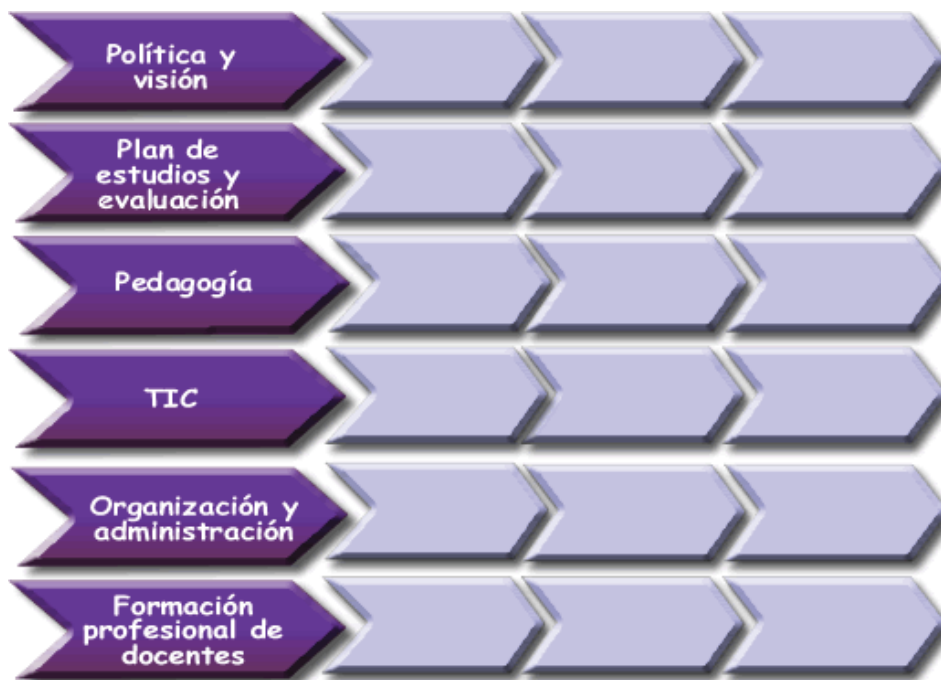 Política y
visión
Plan de
estudios y
evaluación
Pedagogía
TIC
Organización y
administración
Formación
profesional de
docentes